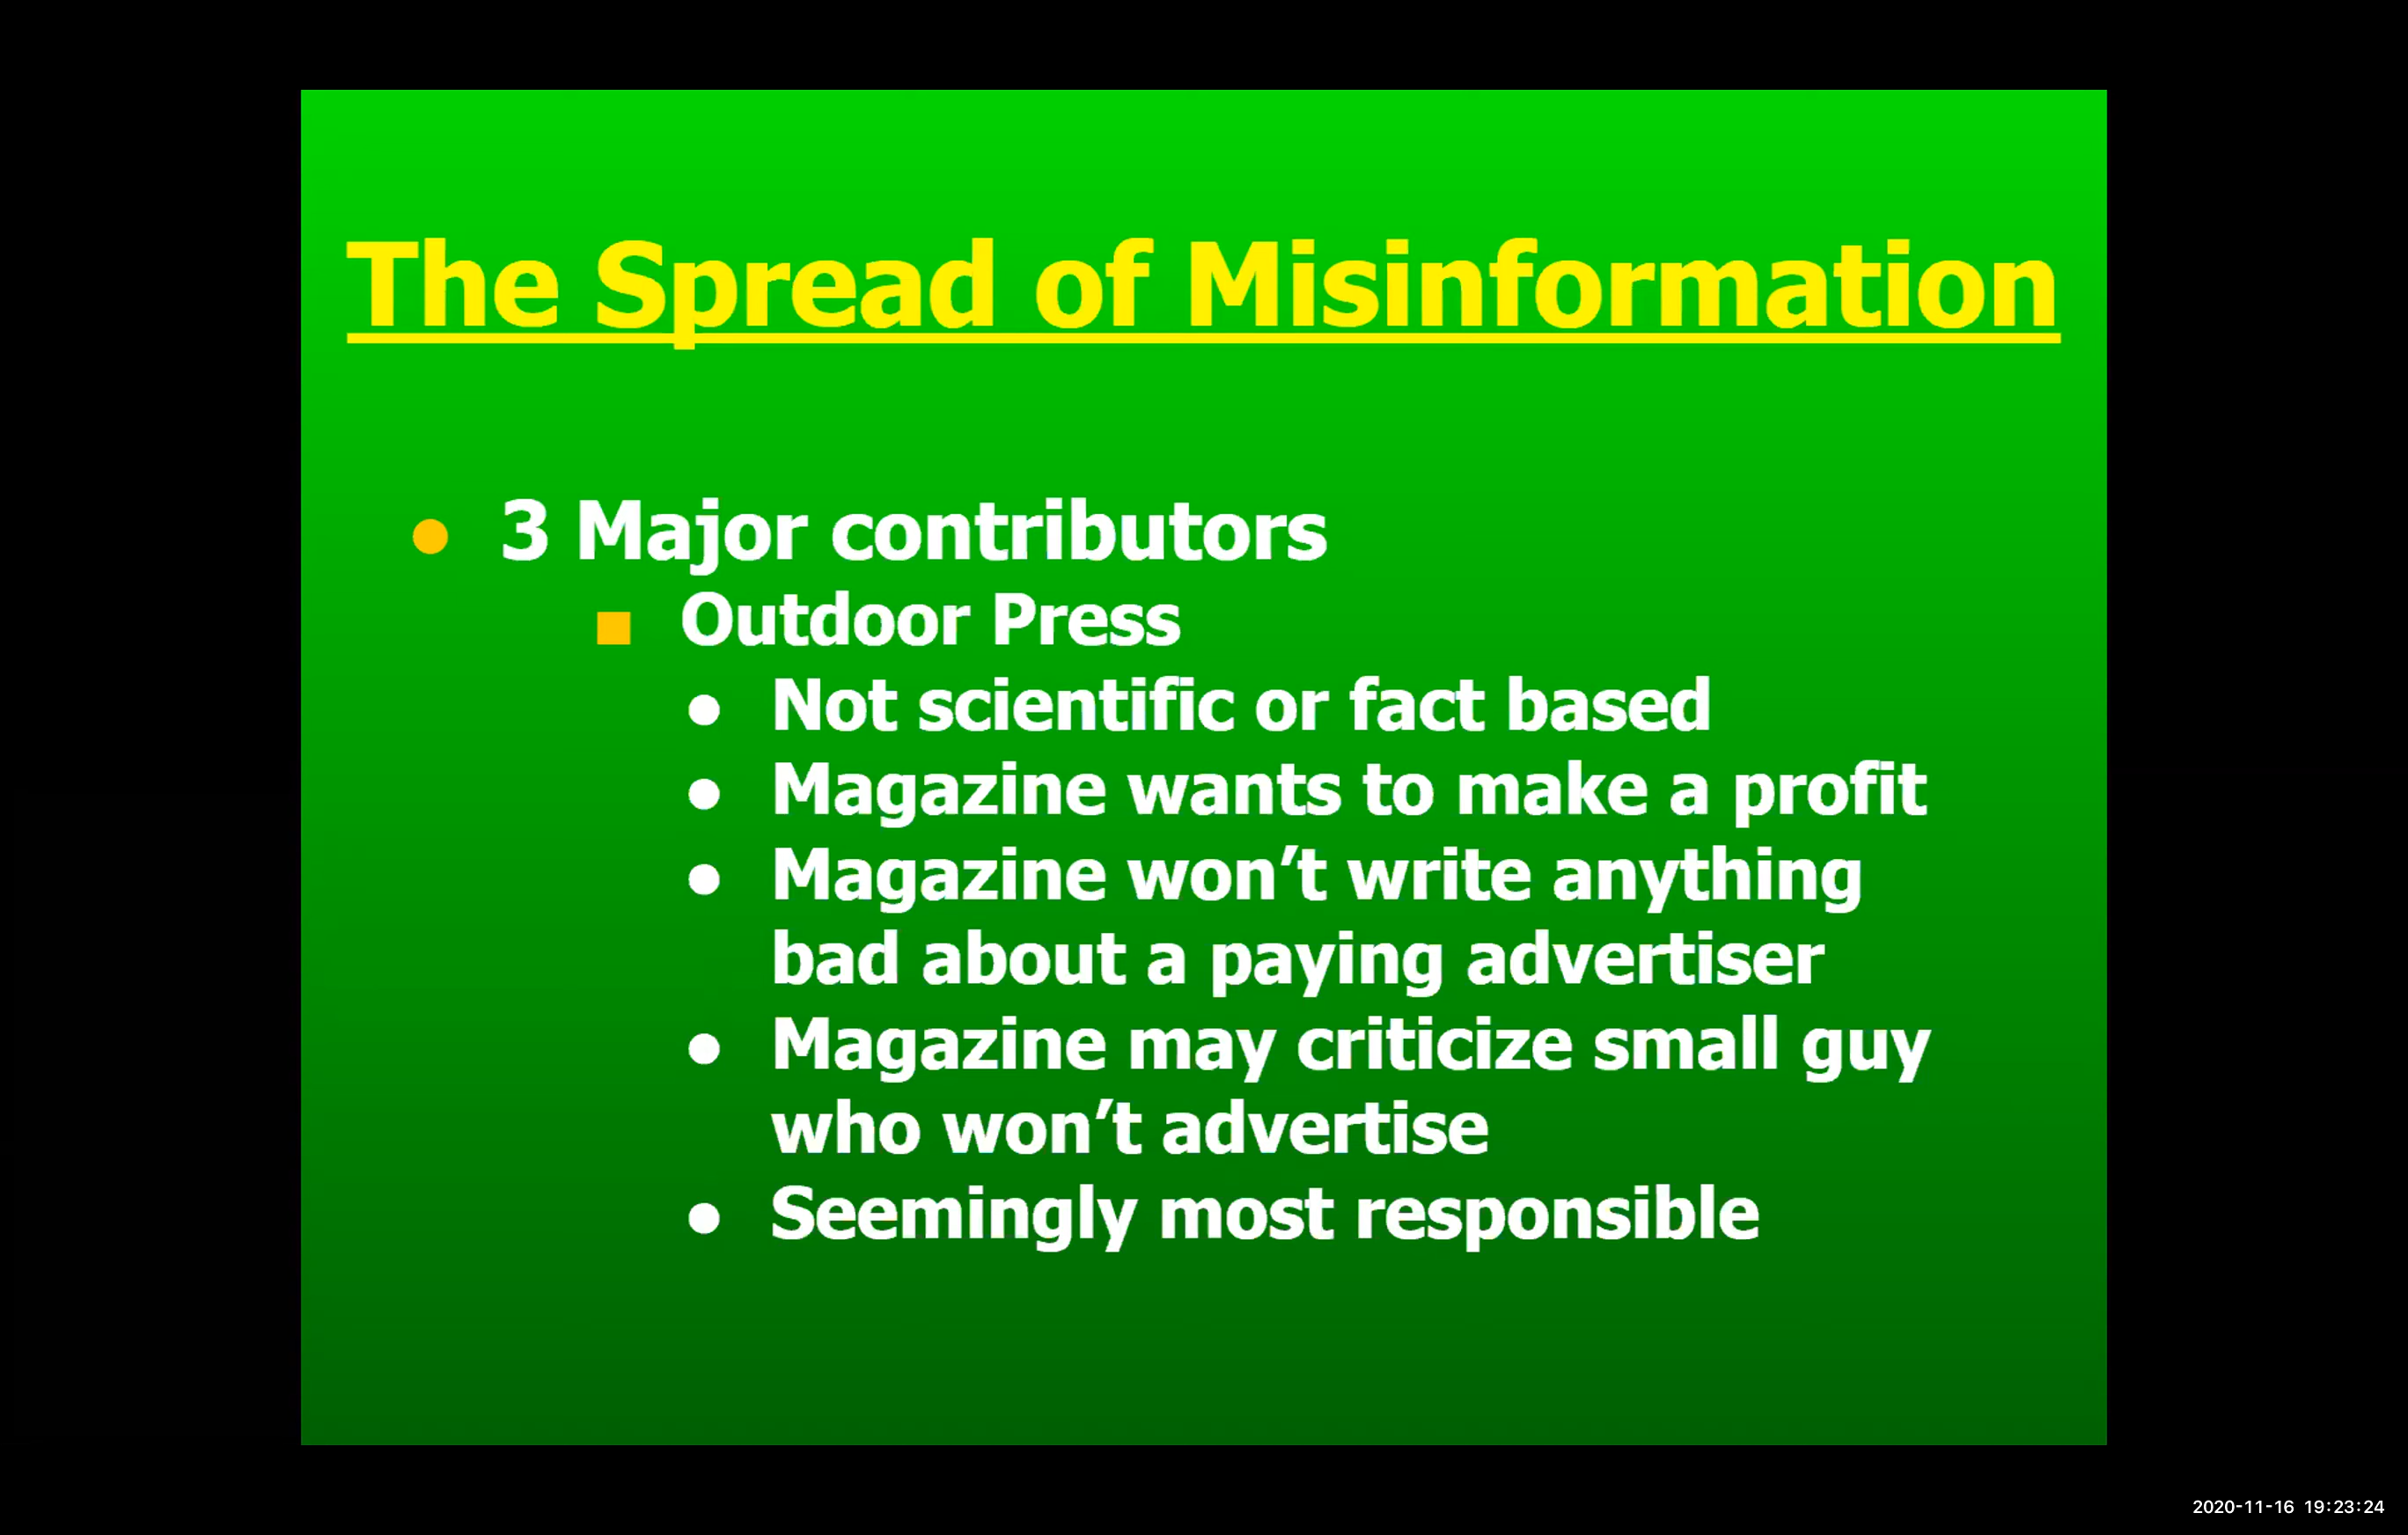 The Spread of Misinformation
3 Major contributors
Outdoor Press
Not scientific or fact based
Magazine wants to make a profit
Magazine won’t write anything
bad about a paying advertiser
Magazine may criticize small guy
who won’t advertise
Seemingly most responsible
2020-11-16 19:23:24